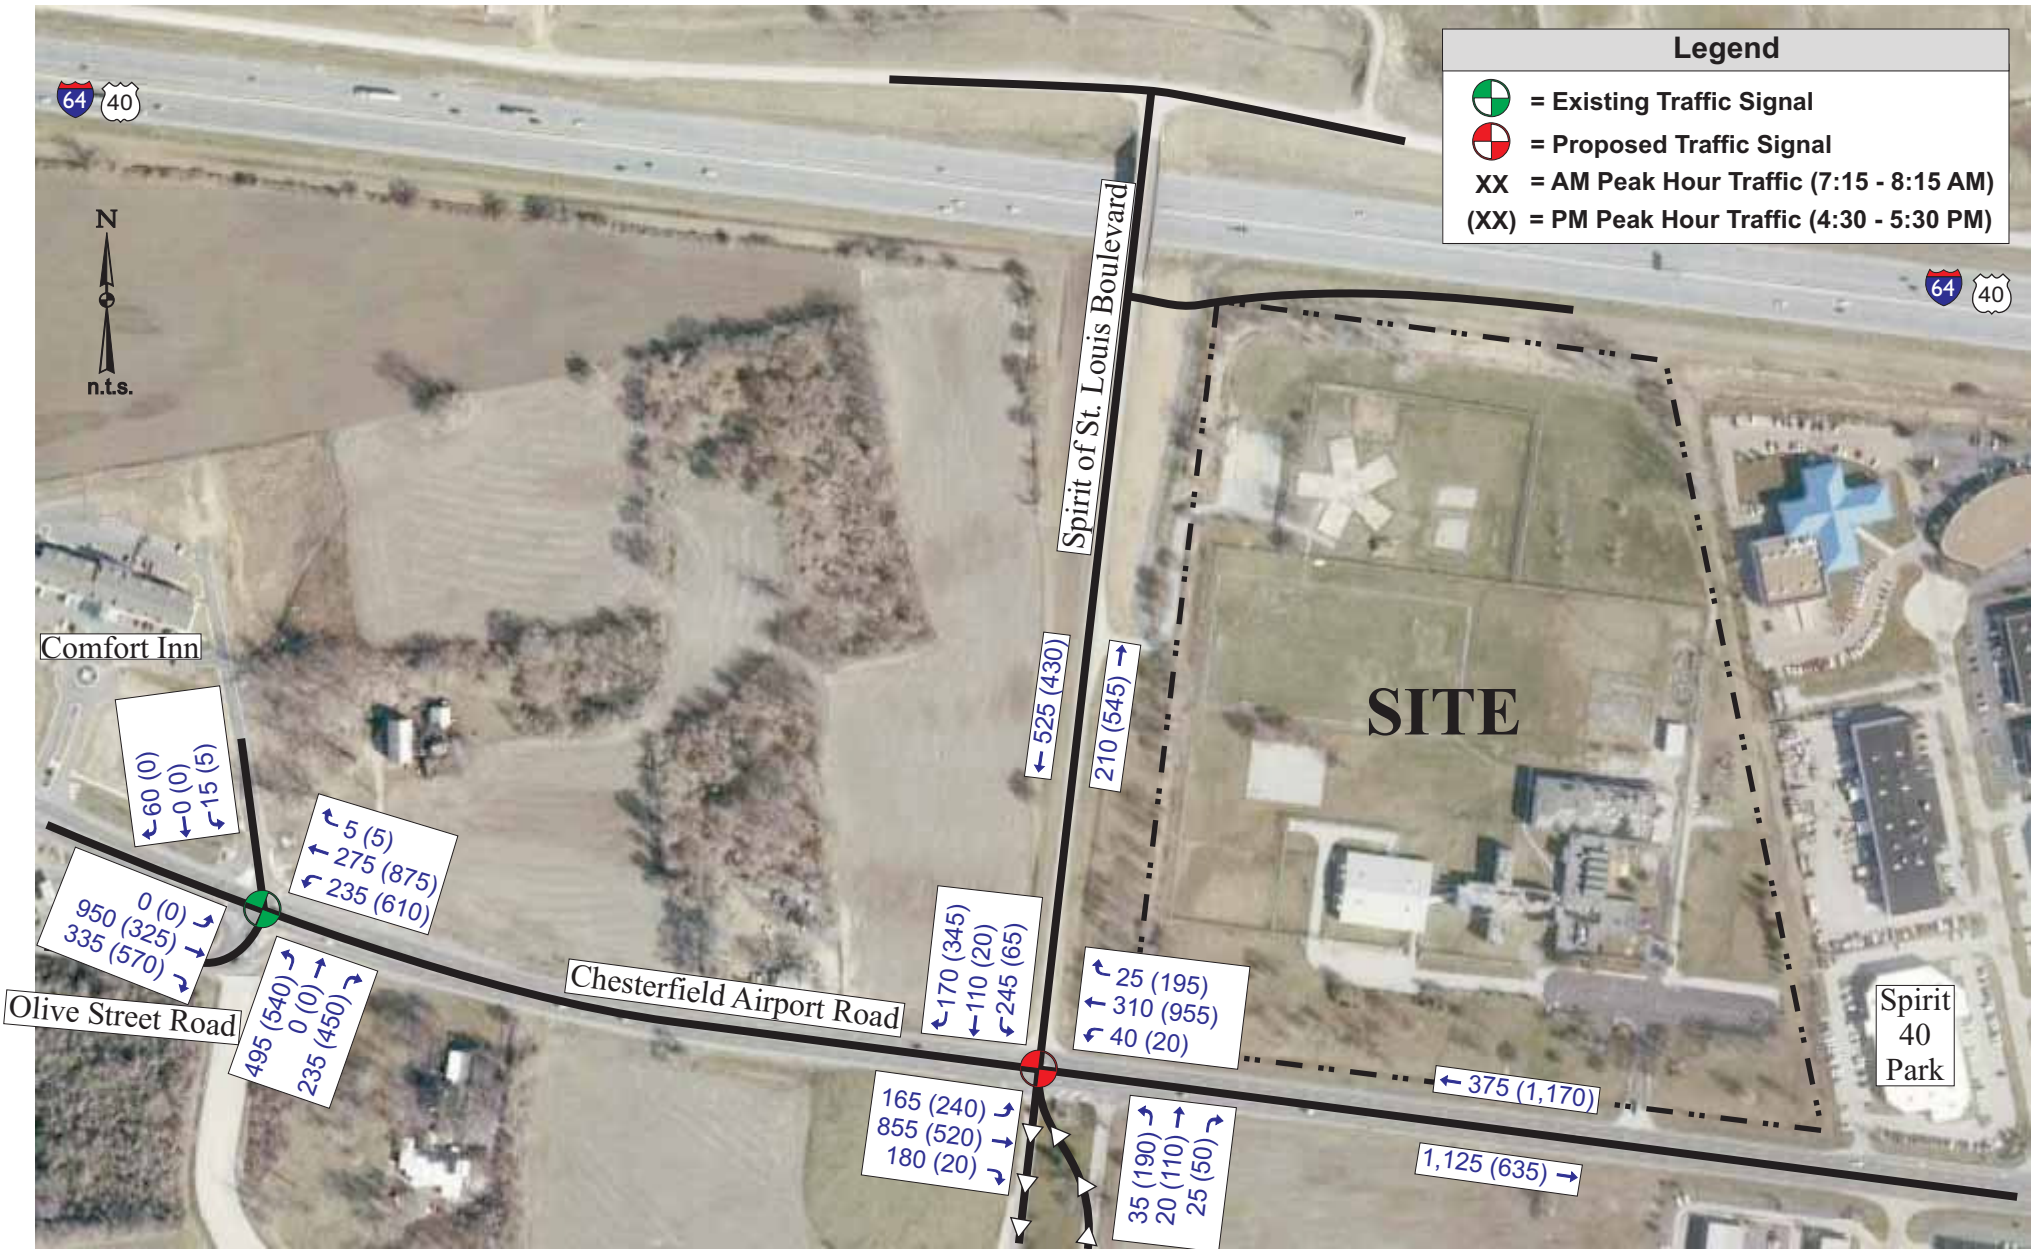 Legend
= Existing Traffic Signal
= Proposed Traffic Signal
XX = AM Peak Hour Traffic (7:15 - 8:15 AM)
(XX) = PM Peak Hour Traffic (4:30 - 5:30 PM)
64 40
64 40
N
n.t.s.
Spirit of St. Louis Boulevard
Comfort Inn
← 525 (430)
210 (545) →
SITE
60 (0)
0 (0)
15 (5)
5 (5)
← 275 (875)
235 (610)
0 (0)
950 (325) →
335 (570)
495 (540)
0 (0) →
235 (450)
Olive Street Road
Chesterfield Airport Road
170 (345)
← 110 (20)
245 (65)
25 (195)
← 310 (955)
40 (20)
165 (240)
855 (520) →
180 (20)
35 (190)
20 (110) →
25 (50)
← 375 (1,170)
1,125 (635) →
Spirit
40
Park